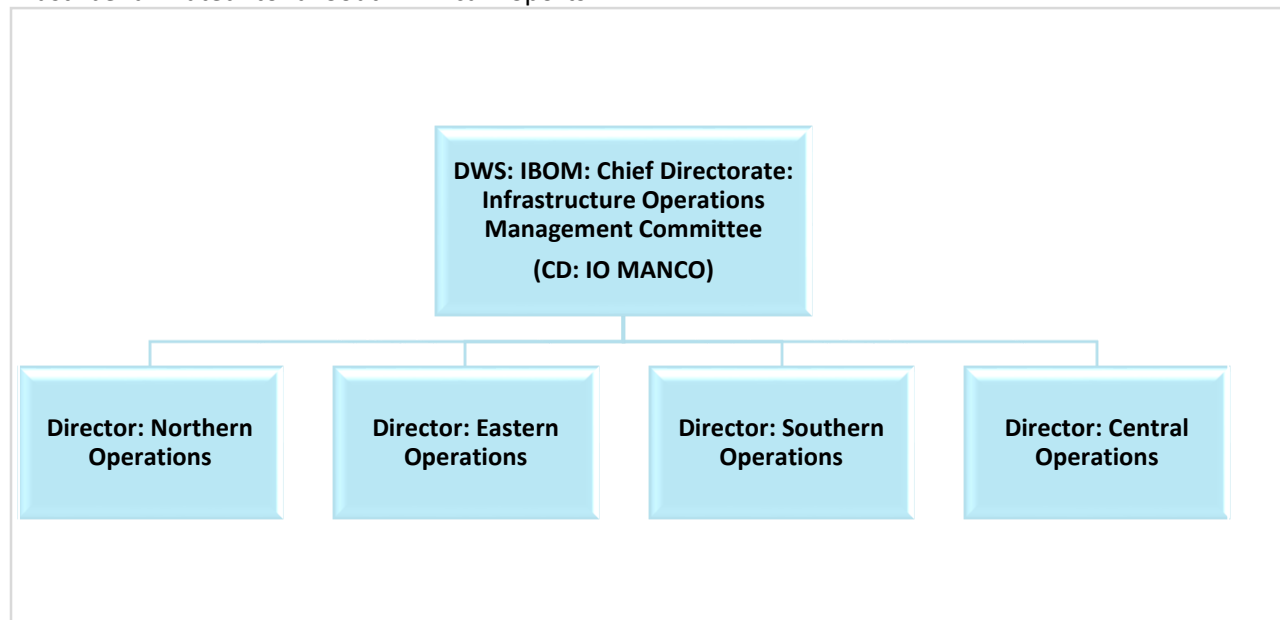 DWS: IBOM: Chief Directorate:
Infrastructure Operations
Management Committee
(CD: IO MANCO)
Director: Northern
Operations
Director: Eastern
Operations
Director: Southern
Operations
Director: Central
Operations